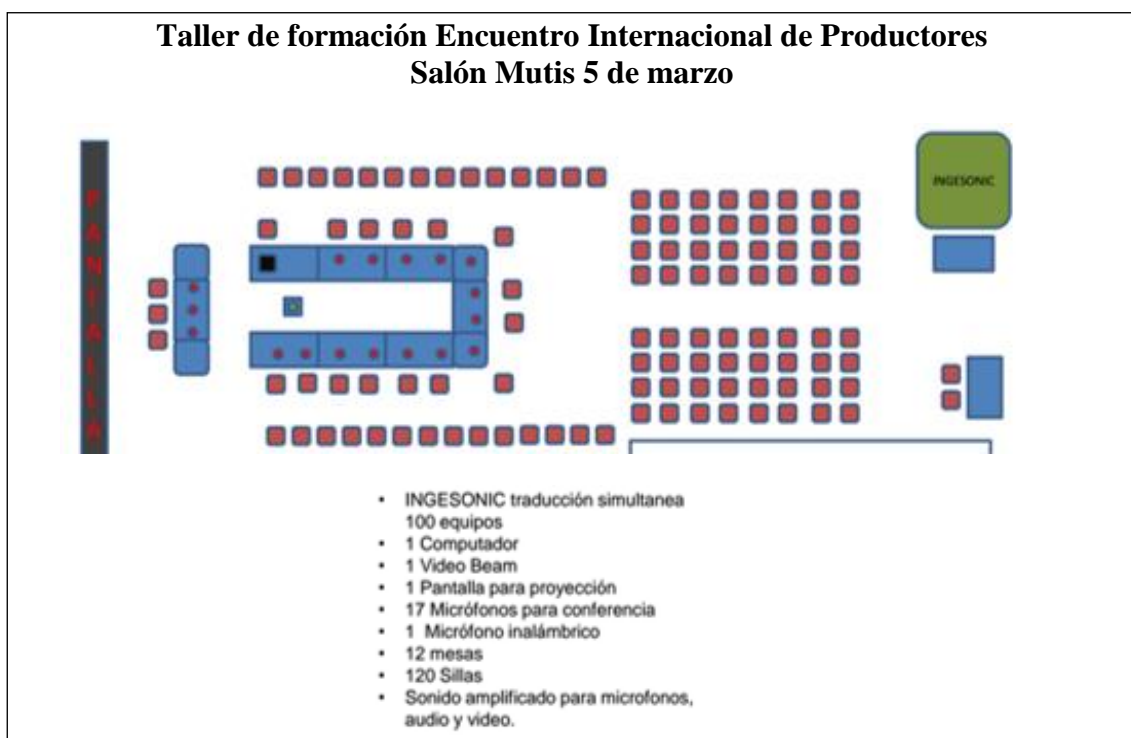 Taller de formación Encuentro Internacional de Productores
Salón Mutis 5 de marzo
PANTALLA
INGESONIC
• INGESONIC traducción simultanea
100 equipos
• 1 Computador
• 1 Video Beam
• 1 Pantalla para proyección
• 17 Micrófonos para conferencia
• 1 Micrófono inalámbrico
• 12 mesas
• 120 Sillas
• Sonido amplificado para microfonos,
audio y video.